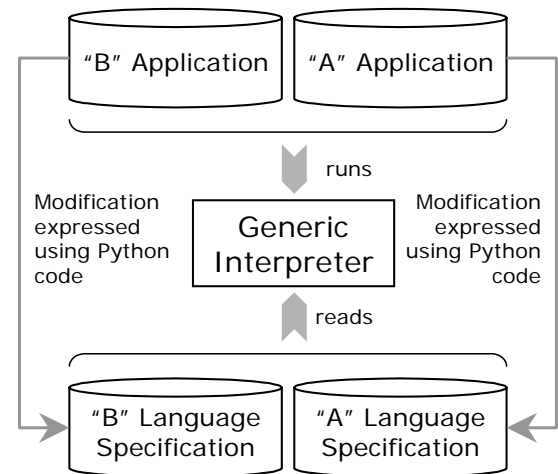 “B” Application
“A” Application
runs
Modification
expressed
using Python
code
Generic
Interpreter
Modification
expressed
using Python
code
reads
“B” Language
Specification
“A” Language
Specification